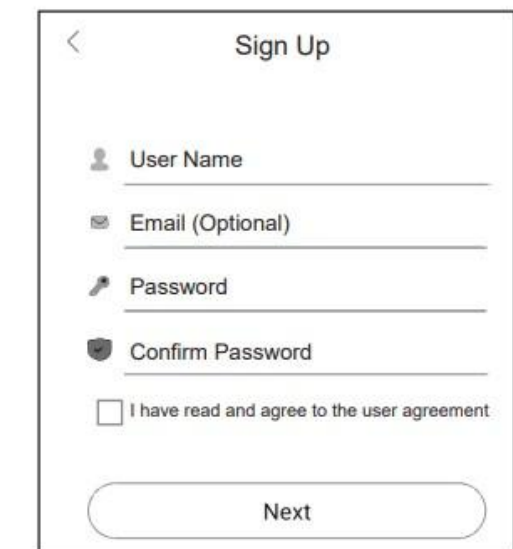 Sign Up
User Name
Email (Optional)
Password
Confirm Password
I have read and agree to the user agreement
Next